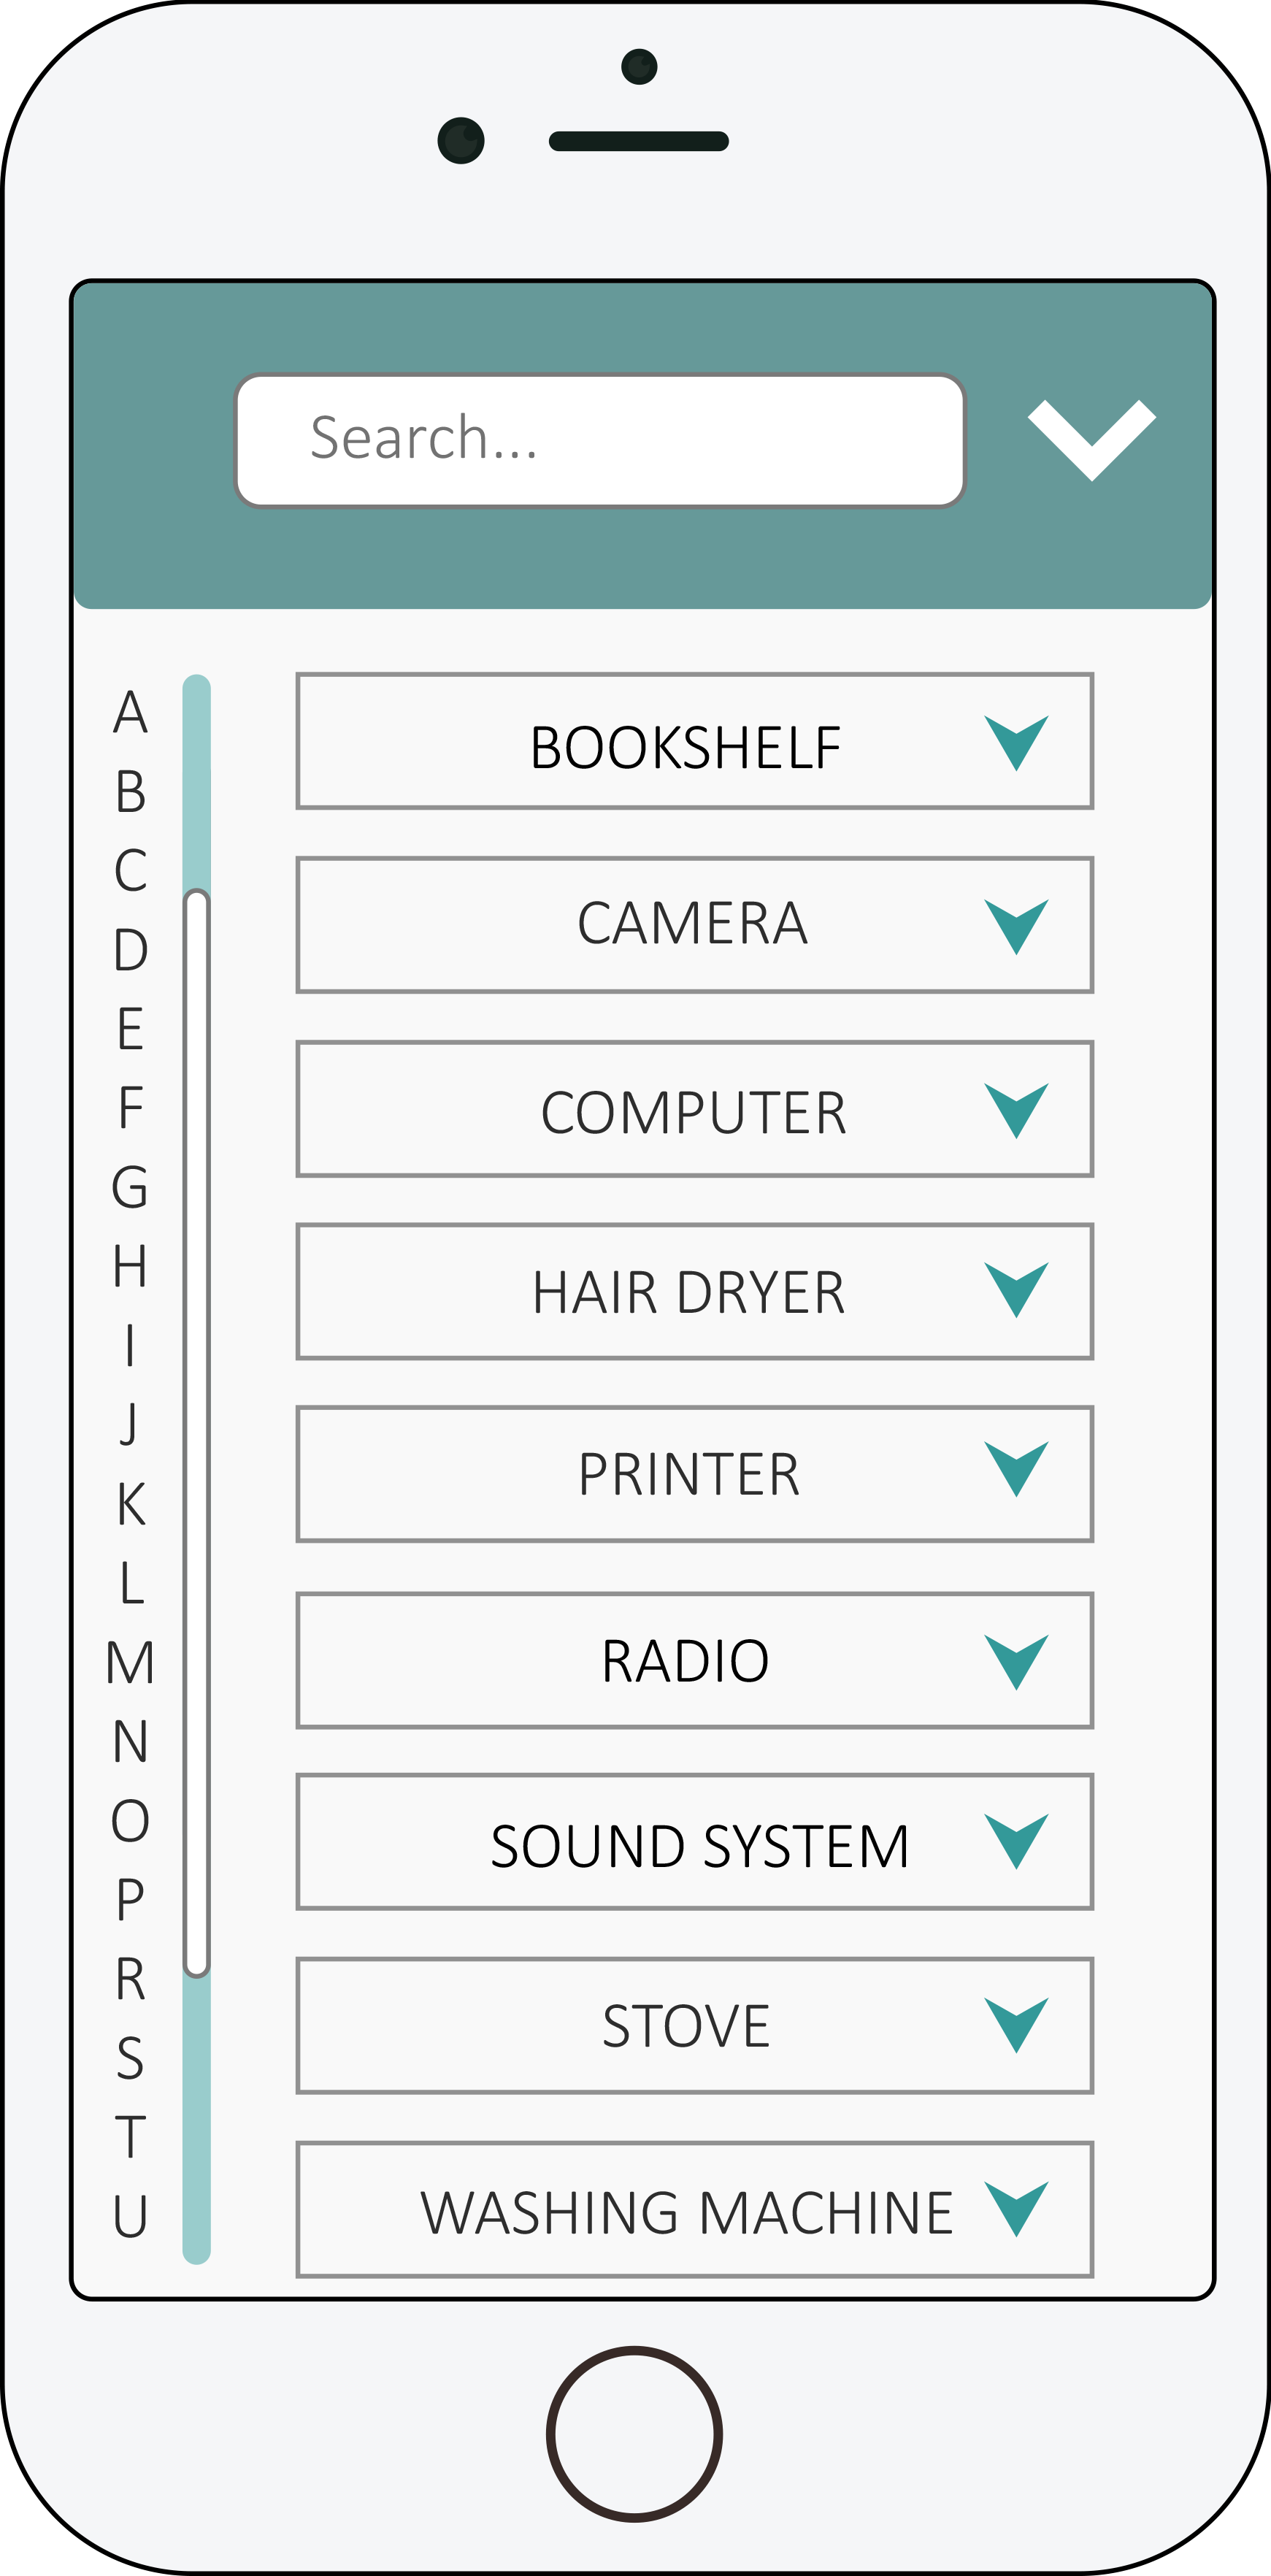 Search...
A
B
C
D
E
F
G
H
I
J
K
L
M
N
O
P
R
S
T
U
BOOKSHELF
CAMERA
COMPUTER
HAIR DRYER
PRINTER
RADIO
SOUND SYSTEM
STOVE
WASHING MACHINE